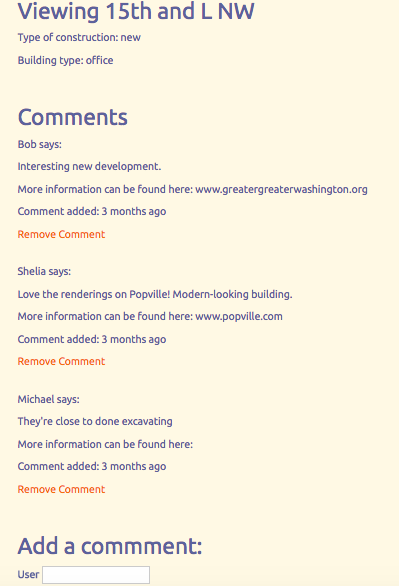 Viewing 15th and L NW
Type of construction: new
Building type: office
Comments
Bob says:
Interesting new development.
More information can be found here: www.greatergreaterwashington.org
Comment added: 3 months ago
Remove Comment
Shelia says:
Love the renderings on Popville! Modern-looking building.
More information can be found here: www.popville.com
Comment added: 3 months ago
Remove Comment
Michael says:
They're close to done excavating
More information can be found here:
Comment added: 3 months ago
Remove Comment
Add a commment:
User